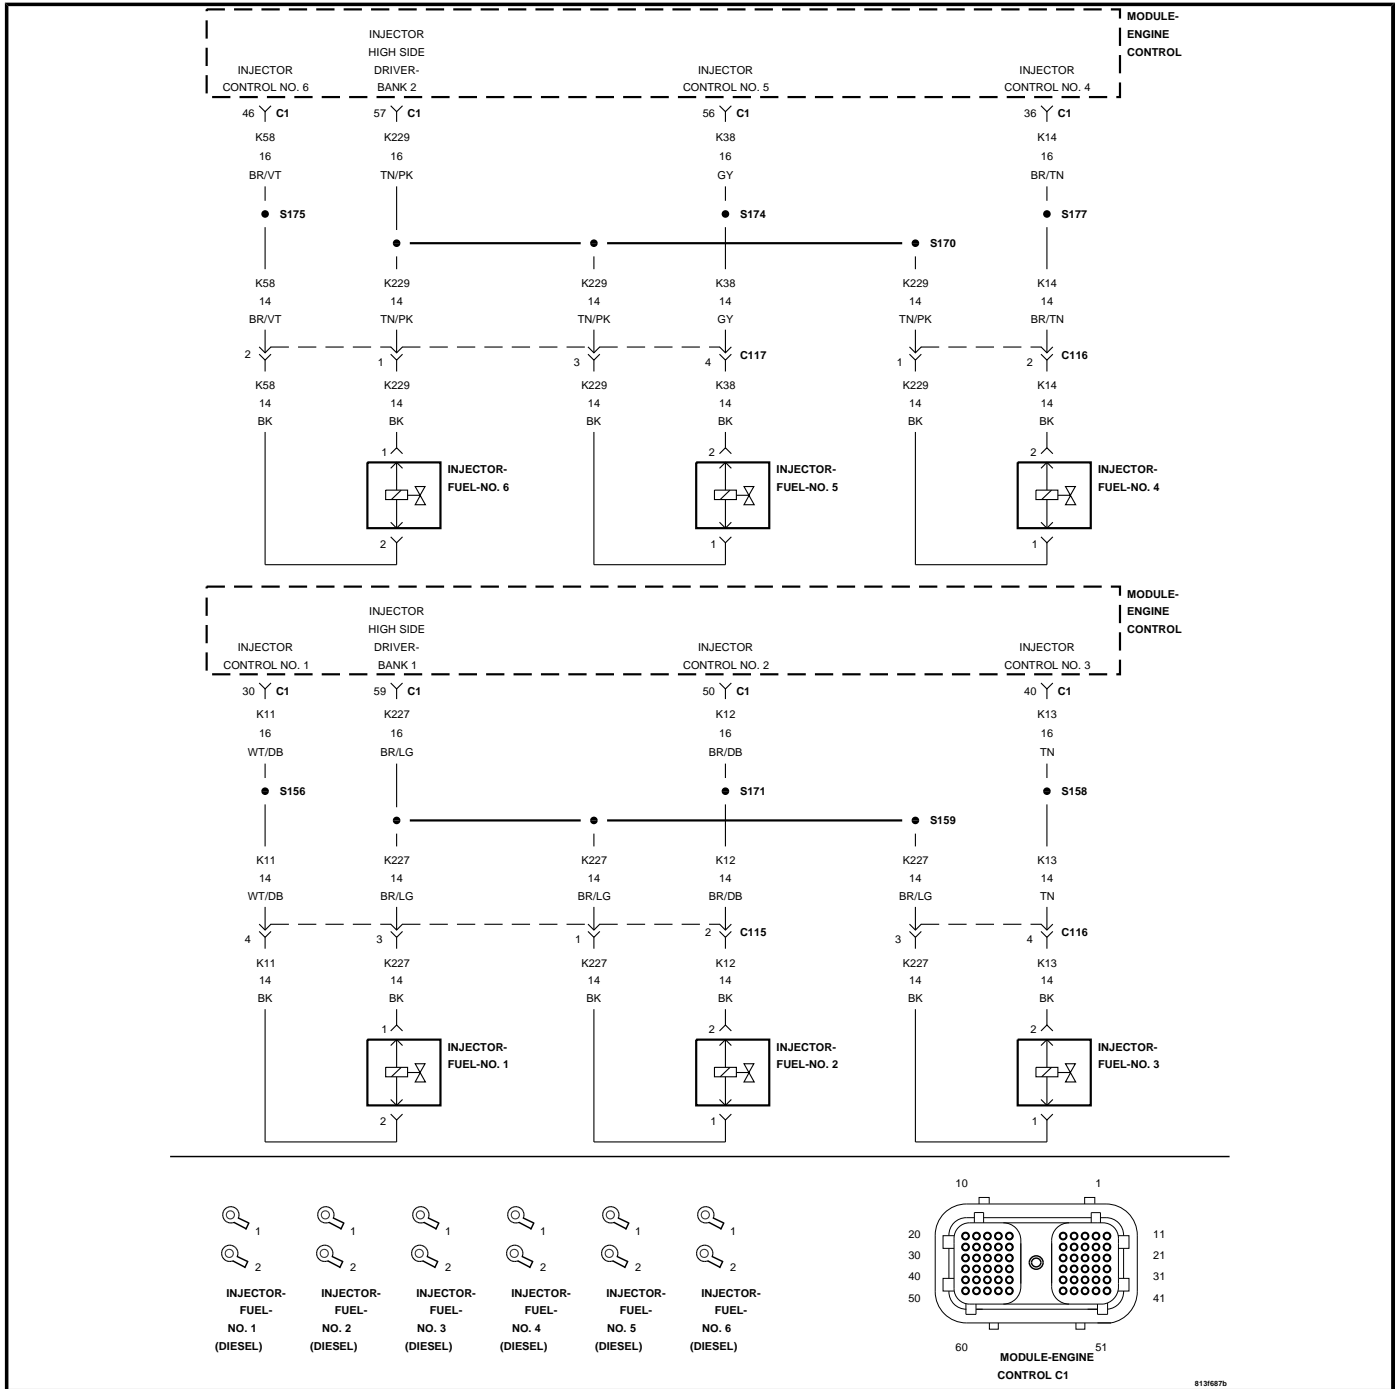 MODULE-
ENGINE
CONTROL
INJECTOR
HIGH SIDE
INJECTOR DRIVER- INJECTOR INJECTOR
CONTROL NO. 6 BANK 2 CONTROL NO. 5 CONTROL NO. 4
46 C1 57 C1 56 C1 36 C1
K58 K229 K38 K14
16 16 16 16
BR/VT TN/PK GY BR/TN
S175 S174 S177
S170
K58 K229 K229 K38 K229 K14
14 14 14 14 14 14
BR/VT TN/PK TN/PK GY TN/PK BR/TN
2 1 3 4 C117 1 2 C116
K58 K229 K229 K38 K229 K14
14 14 14 14 14 14
BK BK BK BK BK BK
1 2 2
INJECTOR- INJECTOR- INJECTOR-
FUEL-NO. 6 FUEL-NO. 5 FUEL-NO. 4
2 1 1
MODULE-
ENGINE
CONTROL
INJECTOR
HIGH SIDE
INJECTOR DRIVER- INJECTOR INJECTOR
CONTROL NO. 1 BANK 1 CONTROL NO. 2 CONTROL NO. 3
30 C1 59 C1 50 C1 40 C1
K11 K227 K12 K13
16 16 16 16
WT/DB BR/LG BR/DB TN
S156 S171 S158
S159
K11 K227 K227 K12 K227 K13
14 14 14 14 14 14
WT/DB BR/LG BR/LG BR/DB BR/LG TN
4 3 1 2 C115 3 4 C116
K11 K227 K227 K12 K227 K13
14 14 14 14 14 14
BK BK BK BK BK BK
1 2 2
INJECTOR- INJECTOR- INJECTOR-
FUEL-NO. 1 FUEL-NO. 2 FUEL-NO. 3
2 1 1
10 1
1 1 1 1 1 1
20 11
30 21
2 2 2 2 2 2
40 31
50 41
INJECTOR- INJECTOR- INJECTOR- INJECTOR- INJECTOR- INJECTOR-
FUEL- FUEL- FUEL- FUEL- FUEL- FUEL-
NO. 1 NO. 2 NO. 3 NO. 4 NO. 5 NO. 6
(DIESEL) (DIESEL) (DIESEL) (DIESEL) (DIESEL) (DIESEL)
60 51
MODULE-ENGINE
CONTROL C1
813f687b